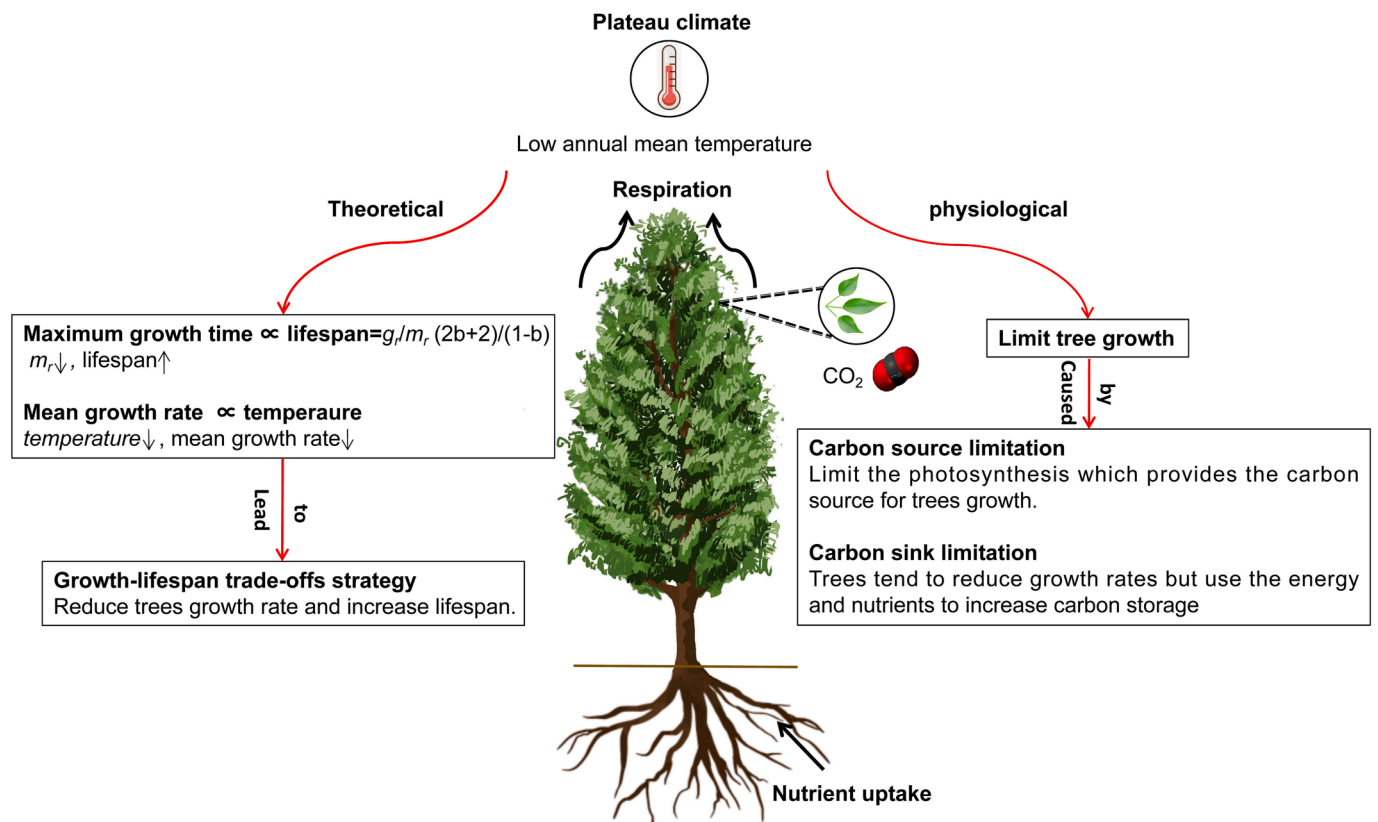 Plateau climate
Low annual mean temperature
Theoretical
Respiration
physiological
Maximum growth time ∝ lifespan=gᵣ/mᵣ (2b+2)/(1-b)
mᵣ↓, lifespan↑
Mean growth rate ∝ temperaure
temperature↓, mean growth rate↓
Lead to
Growth-lifespan trade-offs strategy
Reduce trees growth rate and increase lifespan.
CO₂
Limit tree growth
Caused by
Carbon source limitation
Limit the photosynthesis which provides the carbon
source for trees growth.
Carbon sink limitation
Trees tend to reduce growth rates but use the energy
and nutrients to increase carbon storage
Nutrient uptake